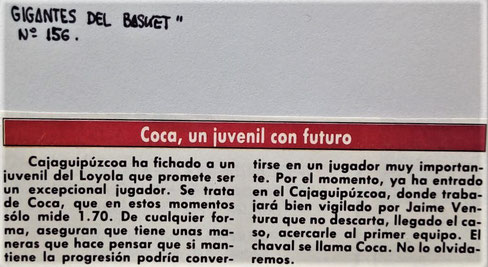 GIGANTES DEL BASKET"
Nº 156.
Coca, un juvenil con futuro
Cajaguipúzcoa ha fichado a un
juvenil del Loyola que promete ser
un excepcional jugador. Se trata
de Coca, que en estos momentos
sólo mide 1.70. De cualquier for-
ma, aseguran que tiene unas ma-
neras que hace pensar que si man-
tiene la progresión podría conver-
tirse en un jugador muy importan-
te. Por el momento, ya ha entrado
en el Cajaguipúzcoa, donde traba-
jará bien vigilado por Jaime Ven-
tura que no descarta, llegado el ca-
so, acercarle al primer equipo. El
chaval se llama Coca. No lo olvida-
remos.